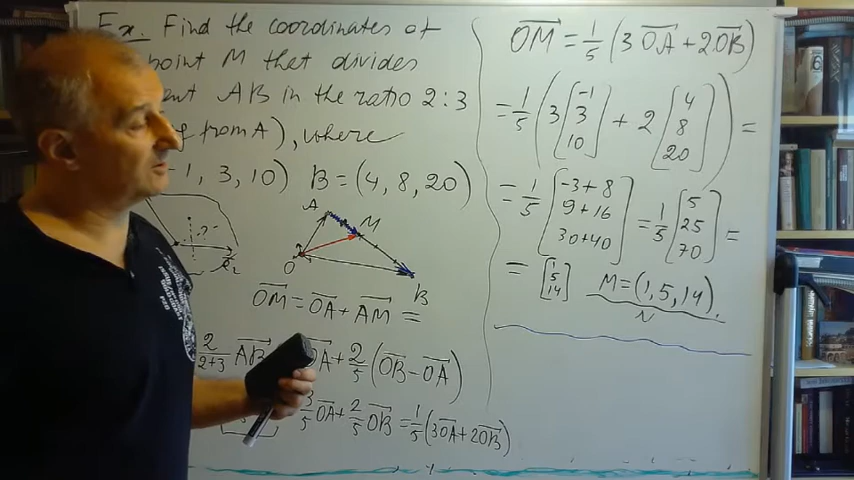 Ex. Find the coordinates of
point M that divides
AB in the ratio 2:3
from A), where
1, 3, 10) B = (4, 8, 20)
A
M
O
B
OM = OA + AM =
2/(2+3) AB OA + 2/5 (OB - OA)
3/5 OA + 2/5 OB = 1/5 (3OA + 2OB)
OM = 1/5 (3 OA + 2 OB)
= 1/5 (3 [-1 3 10] + 2 [4 8 20]) =
= 1/5 [-3+8 9+16 30+40] = 1/5 [5 25 70] =
= [1 5 14] M = (1, 5, 14).